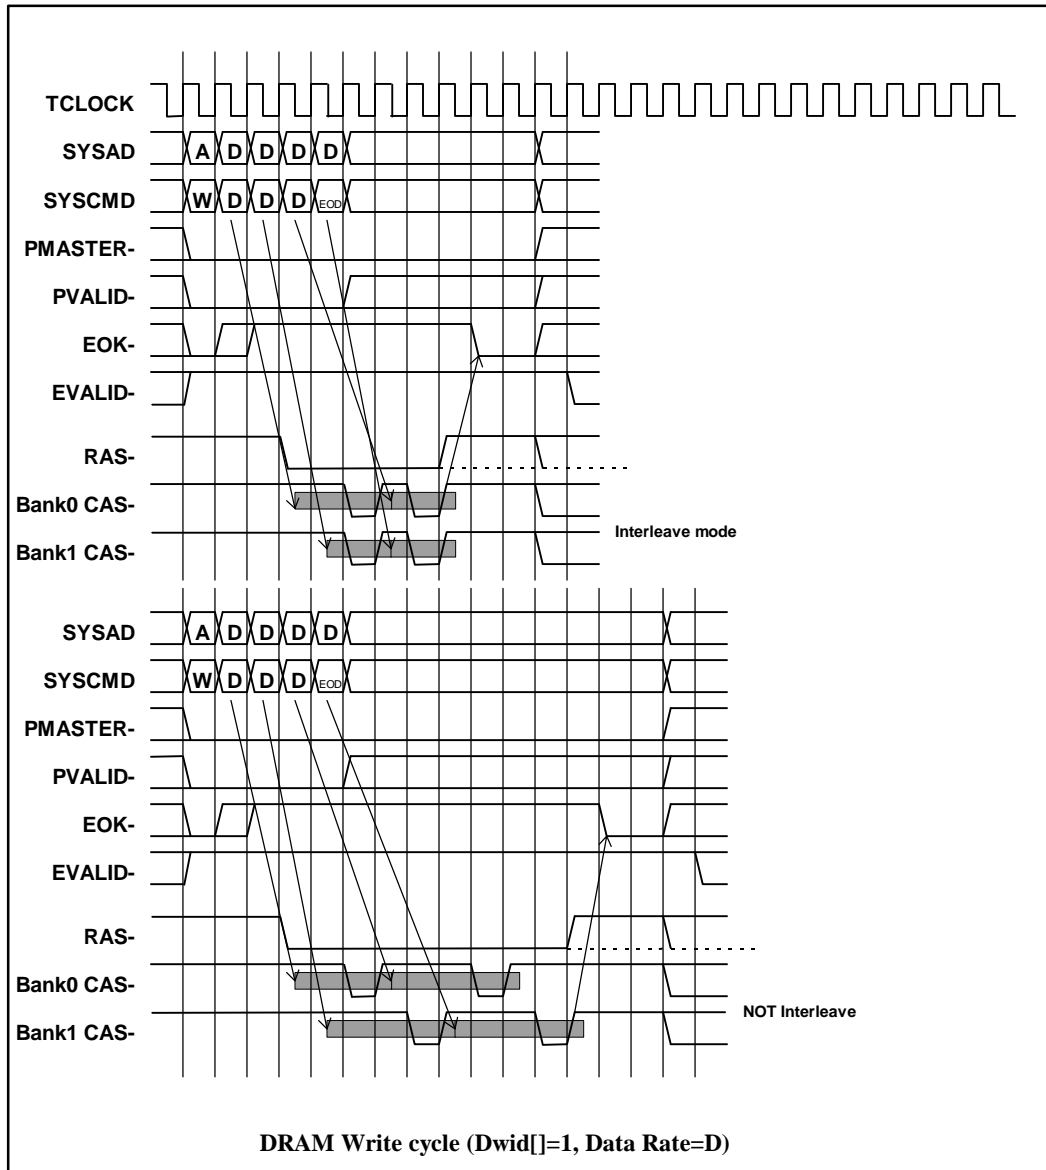 TCLOCK
SYSAD A D D D D
SYSCMD W D D D EOD
PMASTER-
PVALID-
EOK-
EVALID-
RAS-
Bank0 CAS-
Interleave mode
Bank1 CAS-
SYSAD A D D D D
SYSCMD W D D D EOD
PMASTER-
PVALID-
EOK-
EVALID-
RAS-
Bank0 CAS-
NOT Interleave
Bank1 CAS-
DRAM Write cycle (Dwid[]=1, Data Rate=D)